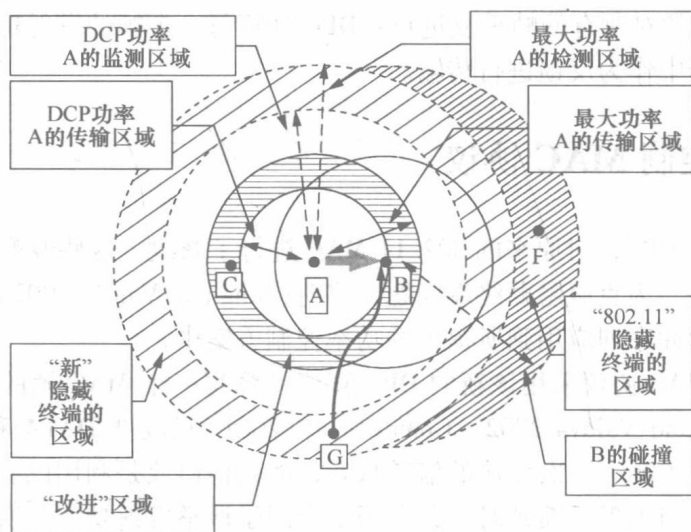 DCP功率
A的监测区域
最大功率
A的检测区域
DCP功率
A的传输区域
最大功率
A的传输区域
F
C
A
B
“802.11”
隐藏
终端的
区域
“新”
隐藏
终端的
区域
G
B的碰撞
区域
“改进”区域